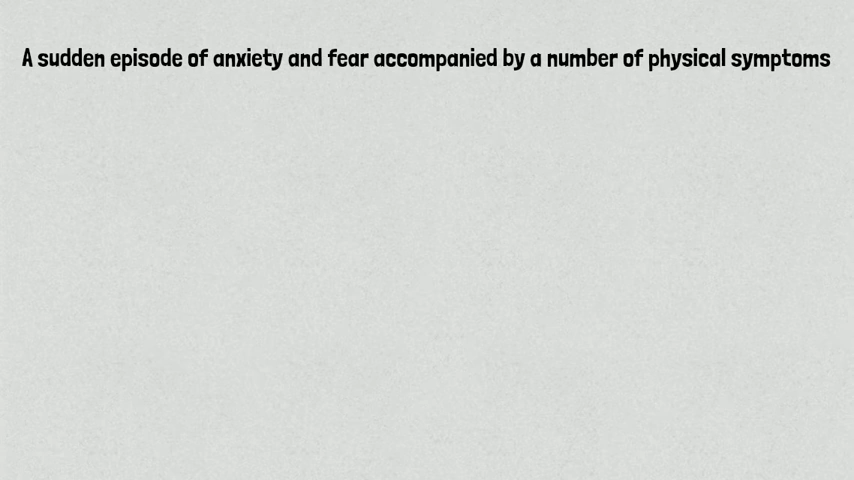 A sudden episode of anxiety and fear accompanied by a number of physical symptoms